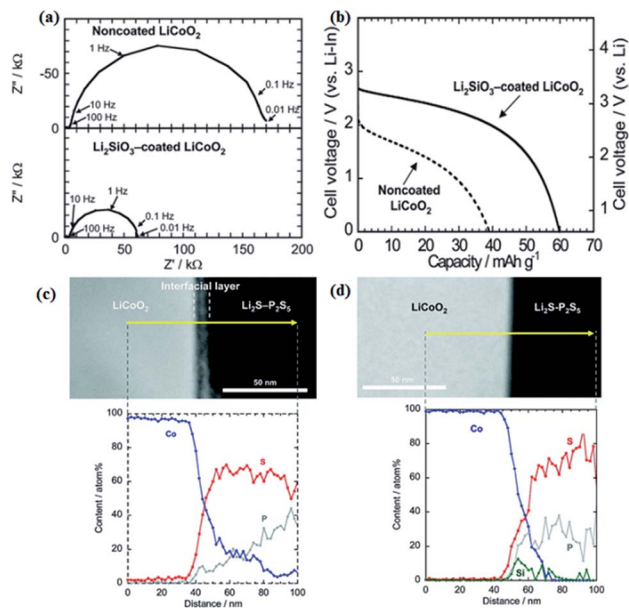 (a)
Noncoated LiCoO₂
1 Hz
0.1 Hz
10 Hz
100 Hz
0.01 Hz
-50
0
Z" / kΩ
Li₂SiO₃–coated LiCoO₂
10 Hz
1 Hz
0.1 Hz
100 Hz
0.01 Hz
-50
0
Z" / kΩ
0 50 100 150 200
Z' / kΩ
(b)
Cell voltage / V (vs. Li-In)
3
2
1
0
Li₂SiO₃–coated LiCoO₂
Noncoated
LiCoO₂
4
3
2
1
Cell voltage / V (vs. Li)
0 10 20 30 40 50 60 70
Capacity / mAh g⁻¹
(c)
Interfacial layer
LiCoO₂
Li₂S–P₂S₅
50 nm
Content / atom%
100
80
60
40
20
0
Co
S
P
0 20 40 60 80 100
Distance / nm
(d)
LiCoO₂
Li₂S-P₂S₅
50 nm
Content / atom%
100
80
60
40
20
0
Co
S
P
Si
0 20 40 60 80 100
Distance / nm